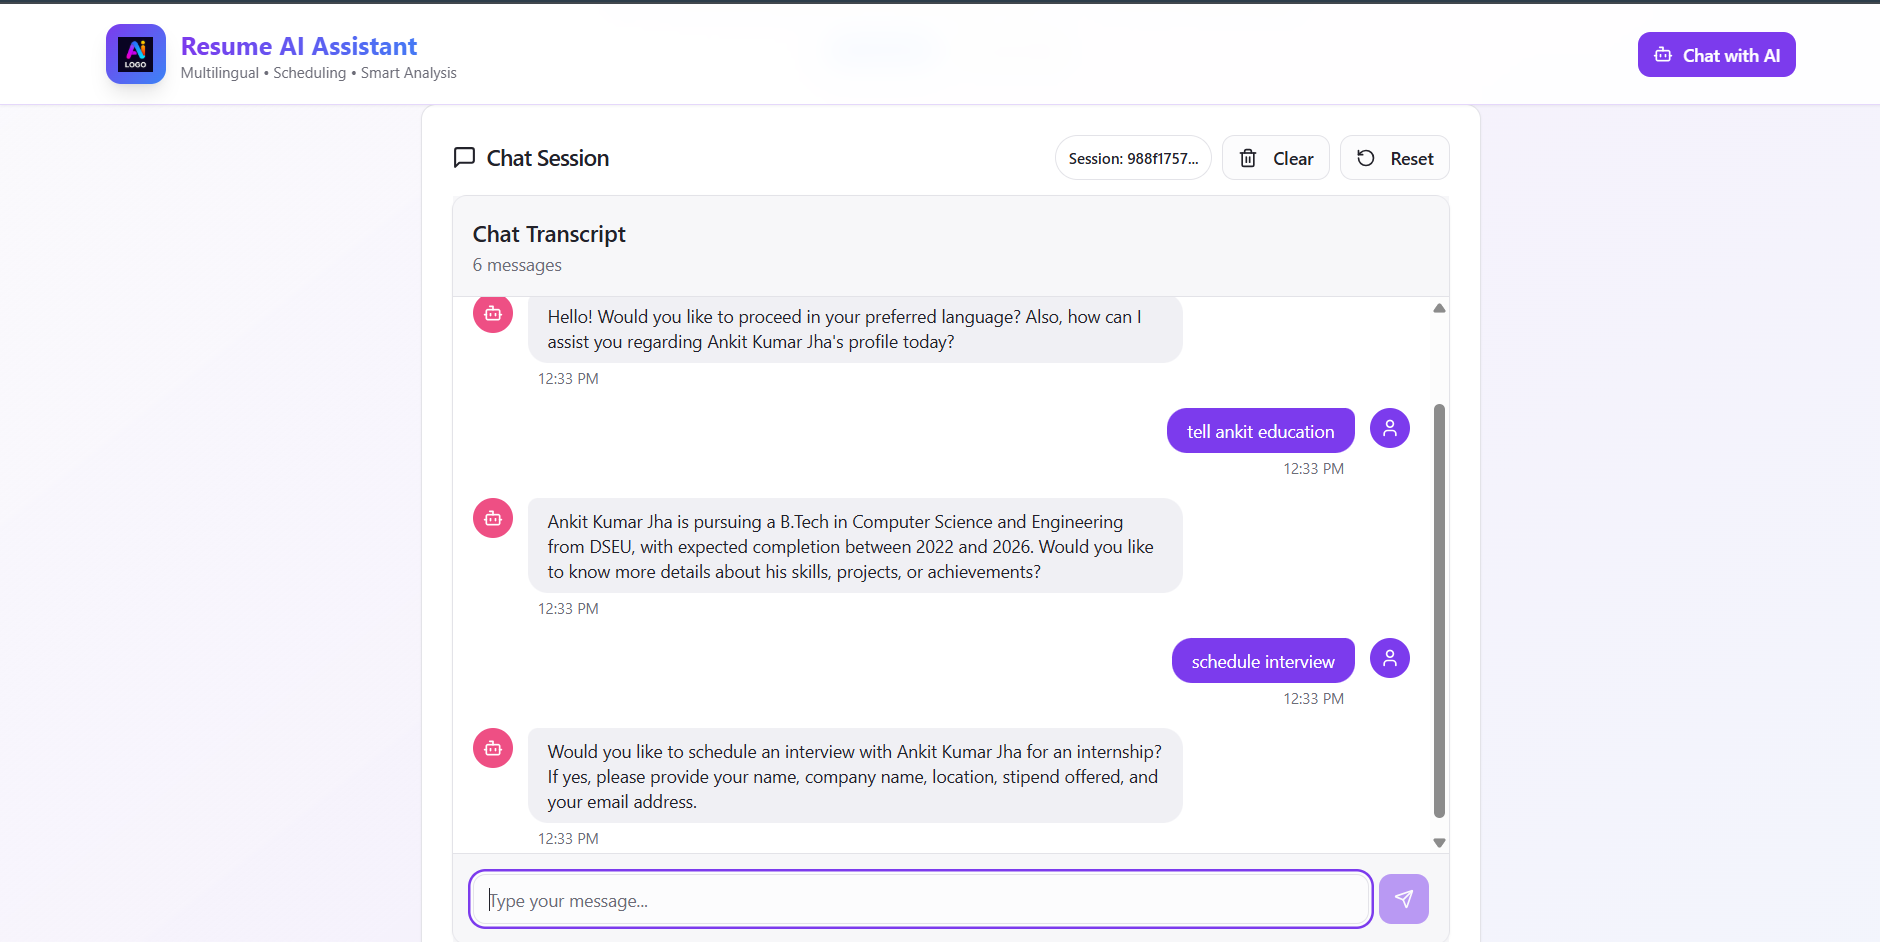 Ai
LOGO
Resume AI Assistant
Multilingual • Scheduling • Smart Analysis
Chat with AI
Chat Session
Session: 988f1757...
Clear
Reset
Chat Transcript
6 messages
Hello! Would you like to proceed in your preferred language? Also, how can I
assist you regarding Ankit Kumar Jha's profile today?
12:33 PM
tell ankit education
12:33 PM
Ankit Kumar Jha is pursuing a B.Tech in Computer Science and Engineering
from DSEU, with expected completion between 2022 and 2026. Would you like
to know more details about his skills, projects, or achievements?
12:33 PM
schedule interview
12:33 PM
Would you like to schedule an interview with Ankit Kumar Jha for an internship?
If yes, please provide your name, company name, location, stipend offered, and
your email address.
12:33 PM
Type your message...